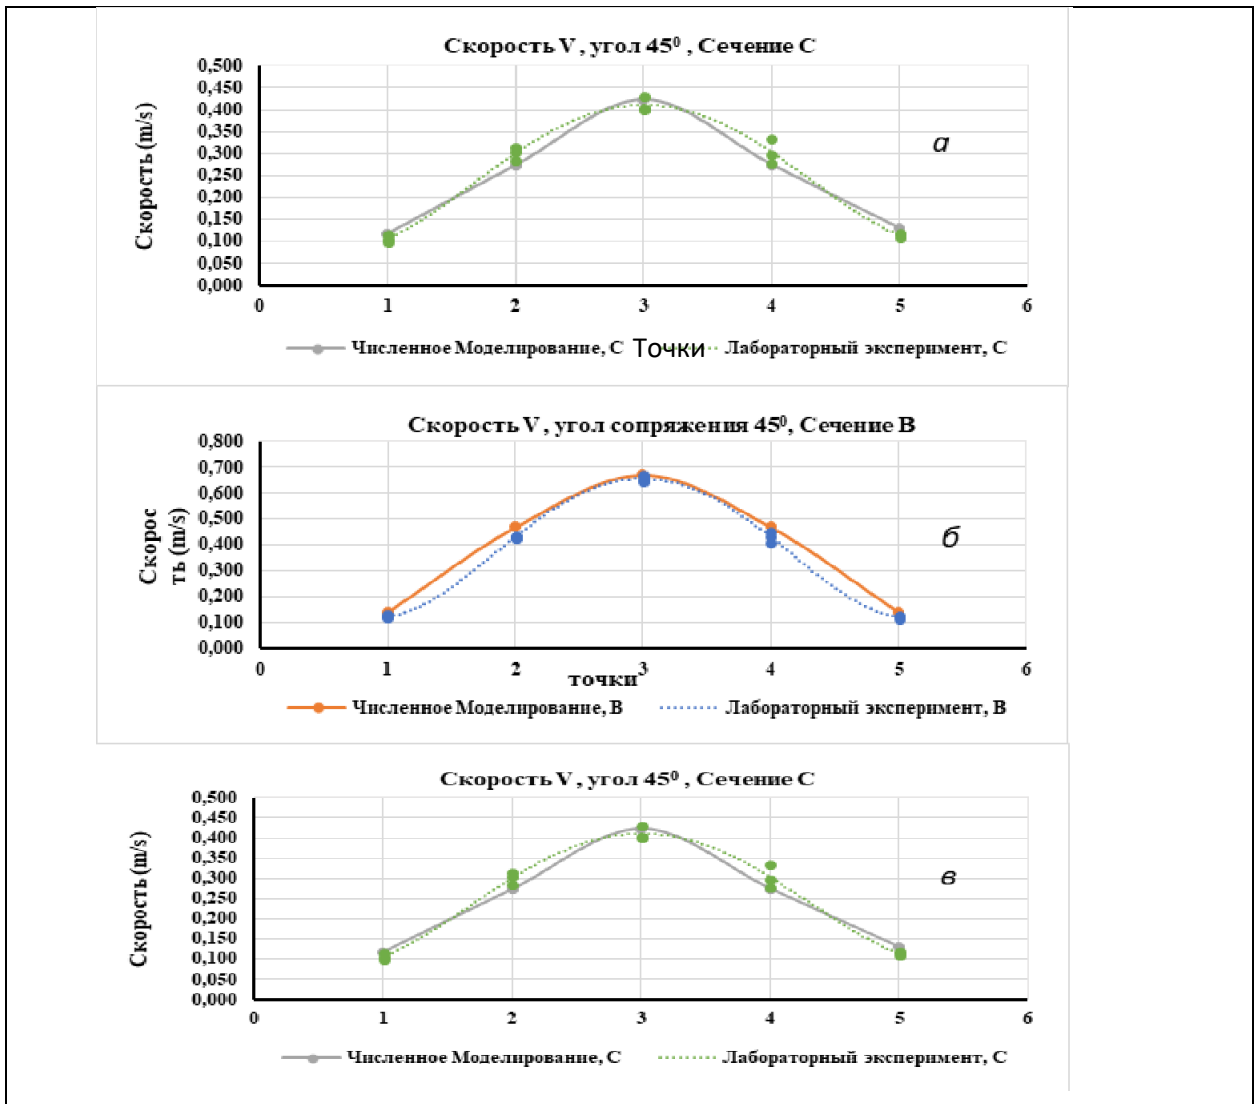 Скорость V , угол 45⁰ , Сечение С
0,500
0,450
0,400
0,350
0,300
0,250
0,200
0,150
0,100
0,050
0,000
Скорость (m/s)
а
0 1 2 3 4 5 6
Численное Моделирование, С Точки Лабораторный эксперимент, С
Скорость V , угол сопряжения 45⁰, Сечение В
0,800
0,700
0,600
0,500
0,400
0,300
0,200
0,100
0,000
Скорос
ть (m/s)
б
0 1 2 3 4 5 6
точки
Численное Моделирование, В Лабораторный эксперимент, В
Скорость V , угол 45⁰ , Сечение С
0,500
0,450
0,400
0,350
0,300
0,250
0,200
0,150
0,100
0,050
0,000
Скорость (m/s)
в
0 1 2 3 4 5 6
Численное Моделирование, С Лабораторный эксперимент, С